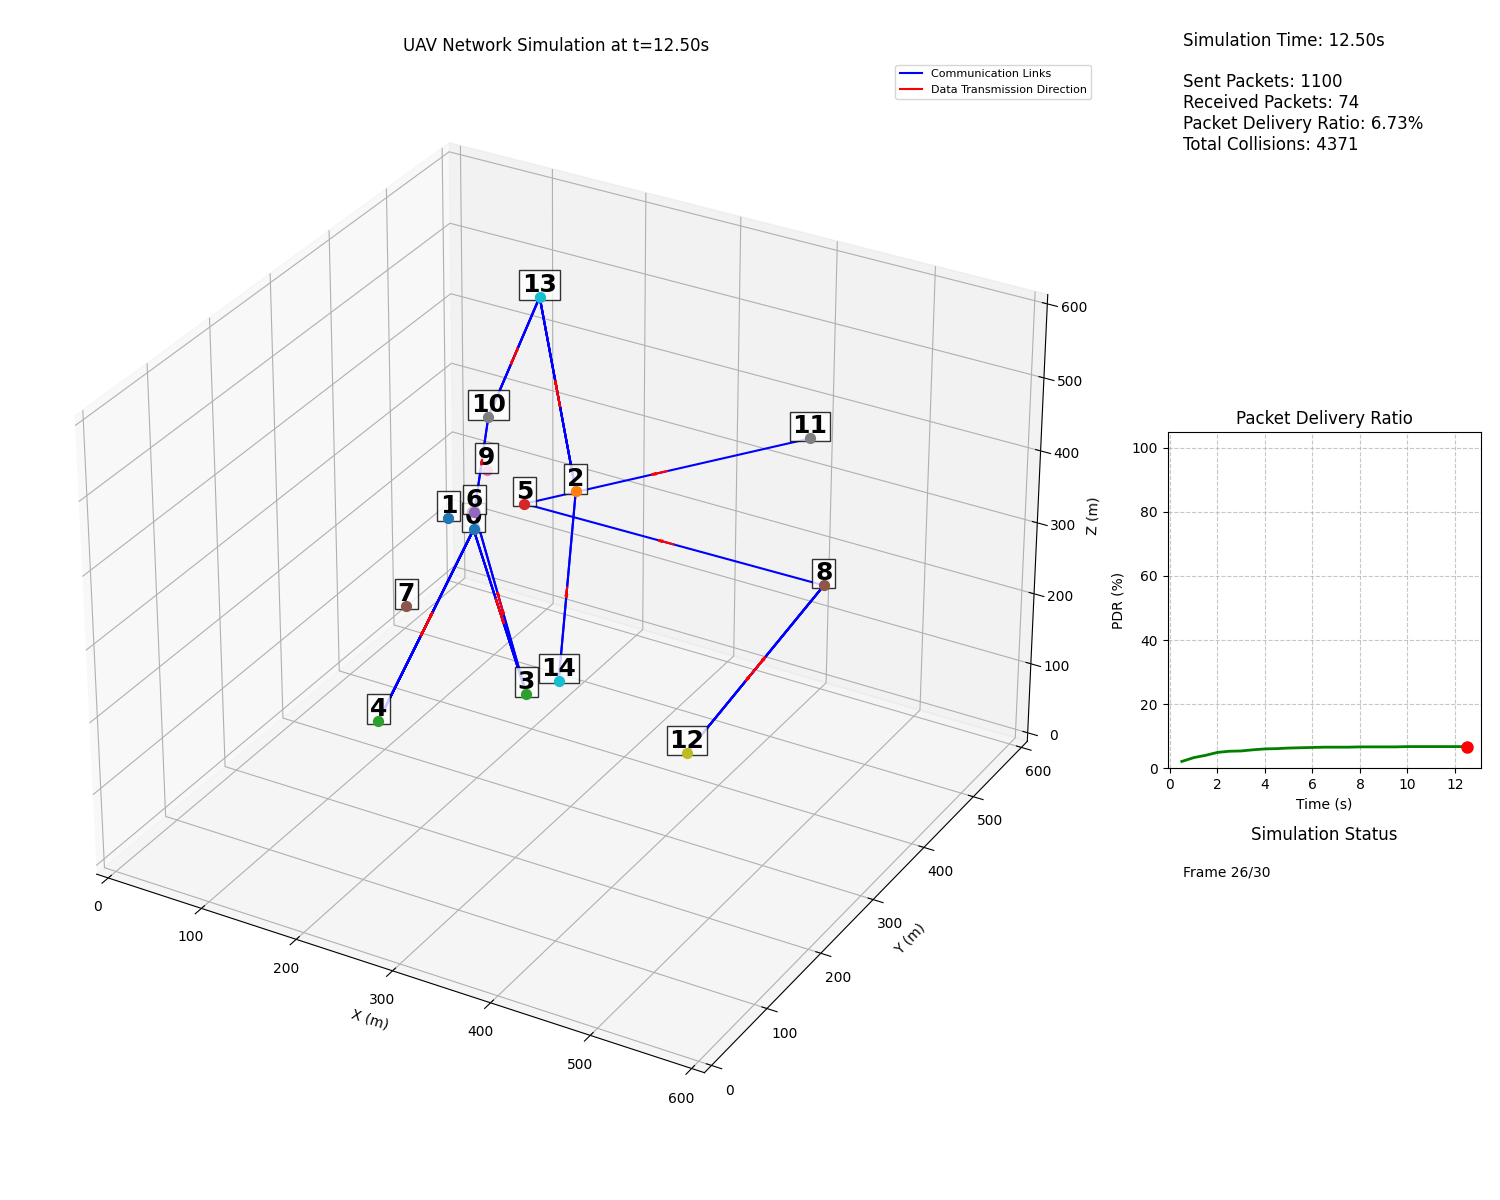 UAV Network Simulation at t=12.50s
Communication Links
Data Transmission Direction
Simulation Time: 12.50s
Sent Packets: 1100
Received Packets: 74
Packet Delivery Ratio: 6.73%
Total Collisions: 4371
13
10
11
9
2
5
6
1
0
8
7
14
3
4
12
600
500
400
300
200
100
0
Z (m)
0
100
200
300
400
500
600
X (m)
0
100
200
300
400
500
600
Y (m)
Packet Delivery Ratio
100
80
60
40
20
0
PDR (%)
0 2 4 6 8 10 12
Time (s)
Simulation Status
Frame 26/30